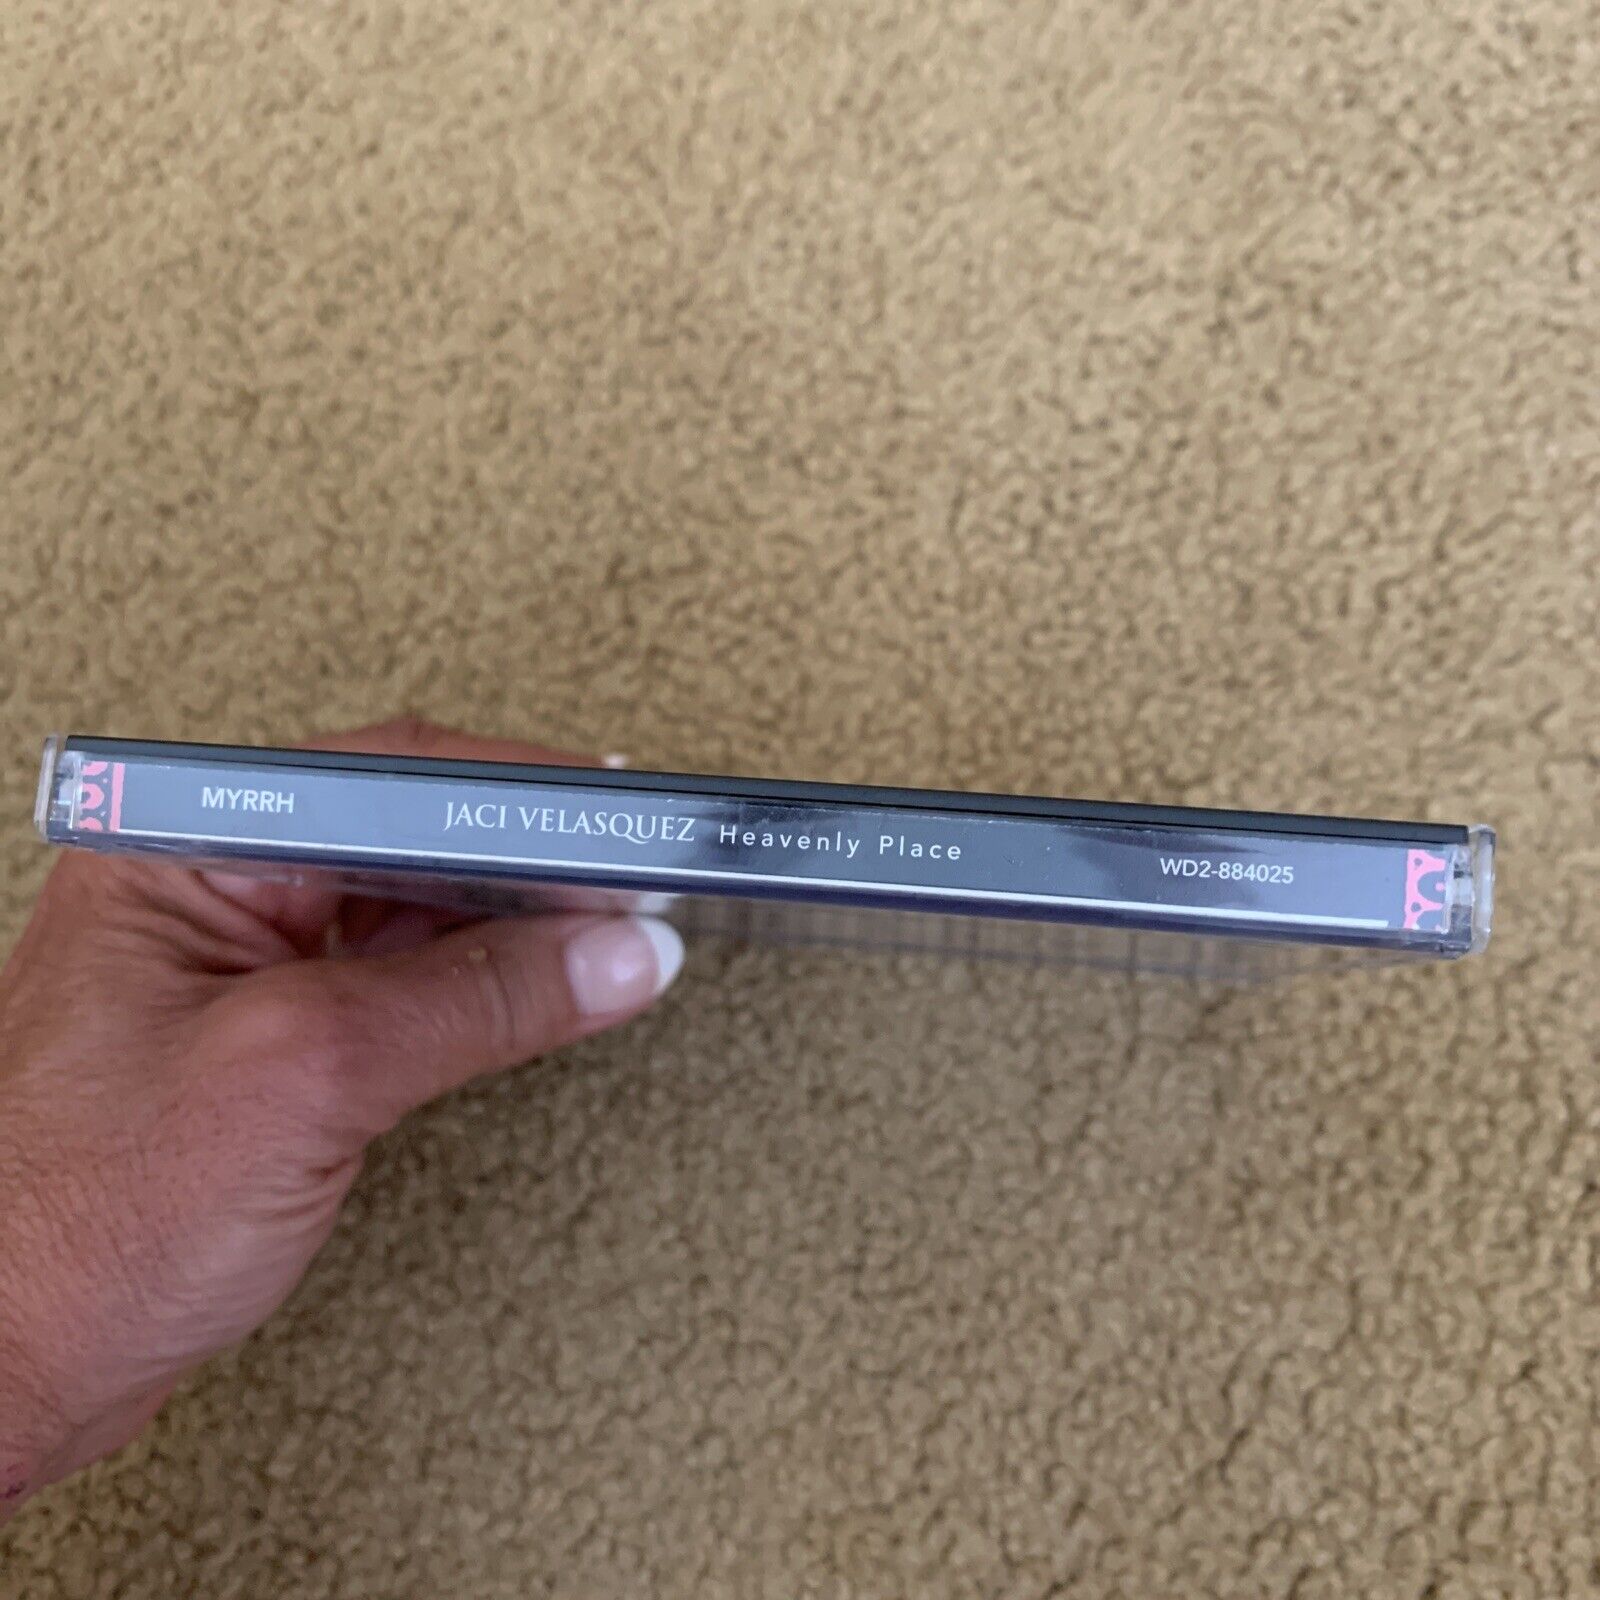 MYRRH JACI VELASQUEZ Heavenly Place WD2-884025